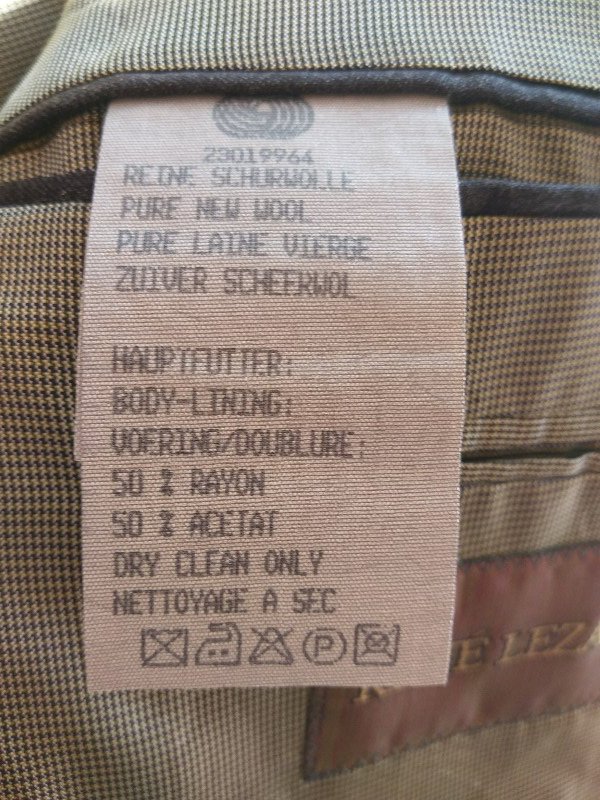 23019964
REINE SCHURWOLLE
PURE NEW WOOL
PURE LAINE VIERGE
ZUIVER SCHEERWOL
HAUPTFUTTER:
BODY-LINING:
VOERING/DOUBLURE:
50 % RAYON
50 % ACETAT
DRY CLEAN ONLY
NETTOYAGE A SEC
P